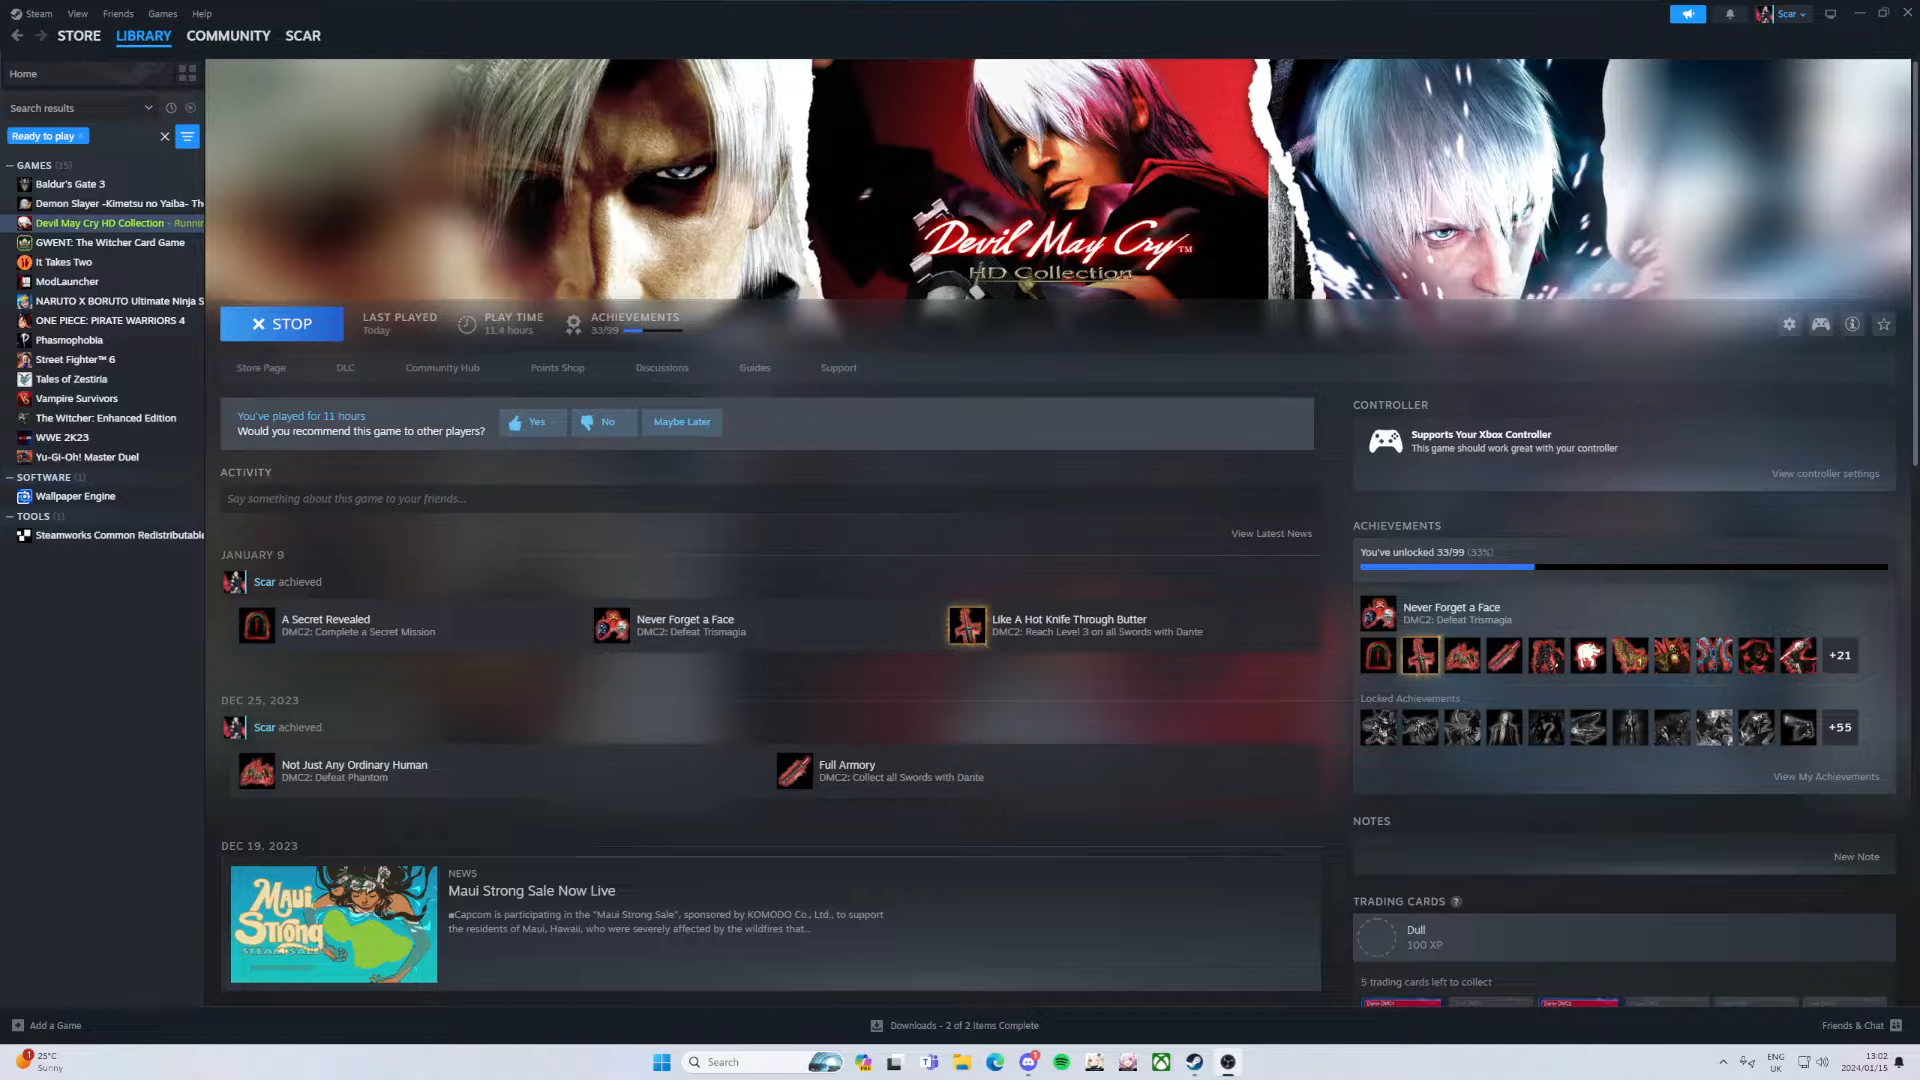 Steam View Friends Games Help
Scar
STORE LIBRARY COMMUNITY SCAR
Home
Search results
Ready to play
GAMES (15)
Baldur's Gate 3
Demon Slayer -Kimetsu no Yaiba- Th
Devil May Cry HD Collection - Runnin
GWENT: The Witcher Card Game
It Takes Two
ModLauncher
NARUTO X BORUTO Ultimate Ninja S
ONE PIECE: PIRATE WARRIORS 4
Phasmophobia
Street Fighter™ 6
Tales of Zestiria
Vampire Survivors
The Witcher: Enhanced Edition
WWE 2K23
Yu-Gi-Oh! Master Duel
SOFTWARE (1)
Wallpaper Engine
TOOLS (1)
Steamworks Common Redistributable
Devil May Cry™
HD Collection
STOP
LAST PLAYED
Today
PLAY TIME
11.4 hours
ACHIEVEMENTS
33/99
Store Page DLC Community Hub Points Shop Discussions Guides Support
You've played for 11 hours
Would you recommend this game to other players?
Yes No Maybe Later
ACTIVITY
Say something about this game to your friends...
View Latest News
JANUARY 9
Scar achieved
A Secret Revealed
DMC2: Complete a Secret Mission
Never Forget a Face
DMC2: Defeat Trismagia
Like A Hot Knife Through Butter
DMC2: Reach Level 3 on all Swords with Dante
DEC 25, 2023
Scar achieved
Not Just Any Ordinary Human
DMC2: Defeat Phantom
Full Armory
DMC2: Collect all Swords with Dante
DEC 19, 2023
Maui
Strong
STEAM SALE
NEWS
Maui Strong Sale Now Live
■Capcom is participating in the "Maui Strong Sale", sponsored by KOMODO Co., Ltd., to support
the residents of Maui, Hawaii, who were severely affected by the wildfires that...
CONTROLLER
Supports Your Xbox Controller
This game should work great with your controller
View controller settings
ACHIEVEMENTS
You've unlocked 33/99 (33%)
Never Forget a Face
DMC2: Defeat Trismagia
+21
Locked Achievements
+55
View My Achievements
NOTES
New Note
TRADING CARDS ?
Dull
100 XP
5 trading cards left to collect
Add a Game
Downloads - 2 of 2 Items Complete
Friends & Chat
1
25°C
Sunny
Search
1
ENG
UK
13:02
2024/01/15